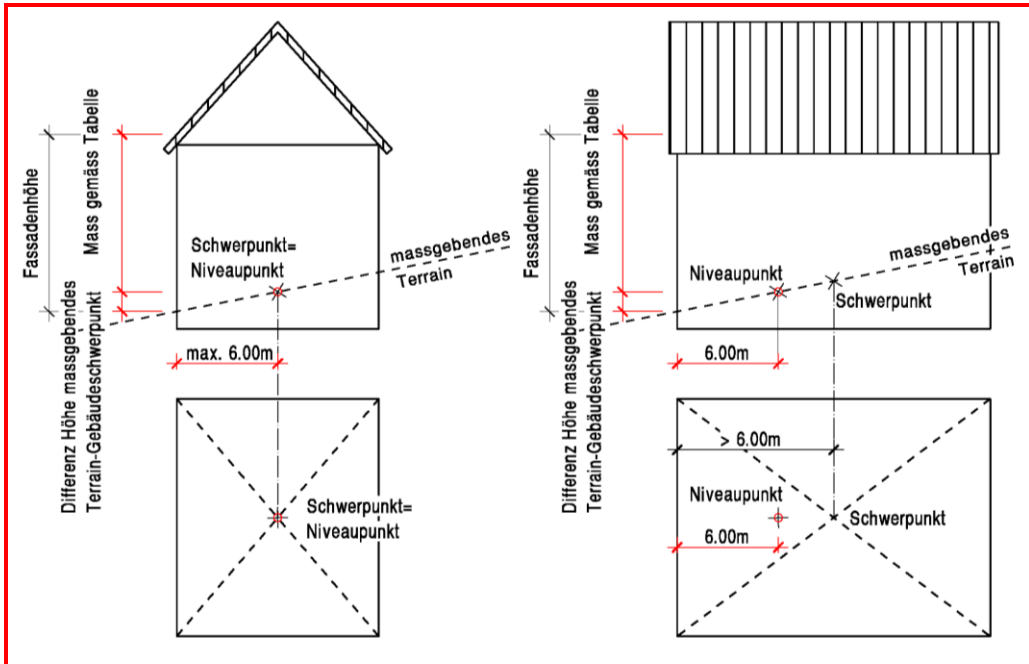 Fassadenhöhe
Mass gemäss Tabelle
Differenz Höhe massgebendes
Terrain-Gebäudeschwerpunkt
Schwerpunkt=
Niveaupunkt
massgebendes
Terrain
max. 6.00m
Schwerpunkt=
Niveaupunkt
Fassadenhöhe
Mass gemäss Tabelle
Differenz Höhe massgebendes
Terrain-Gebäudeschwerpunkt
Niveaupunkt
massgebendes
Terrain
Schwerpunkt
6.00m
> 6.00m
Niveaupunkt
Schwerpunkt
6.00m